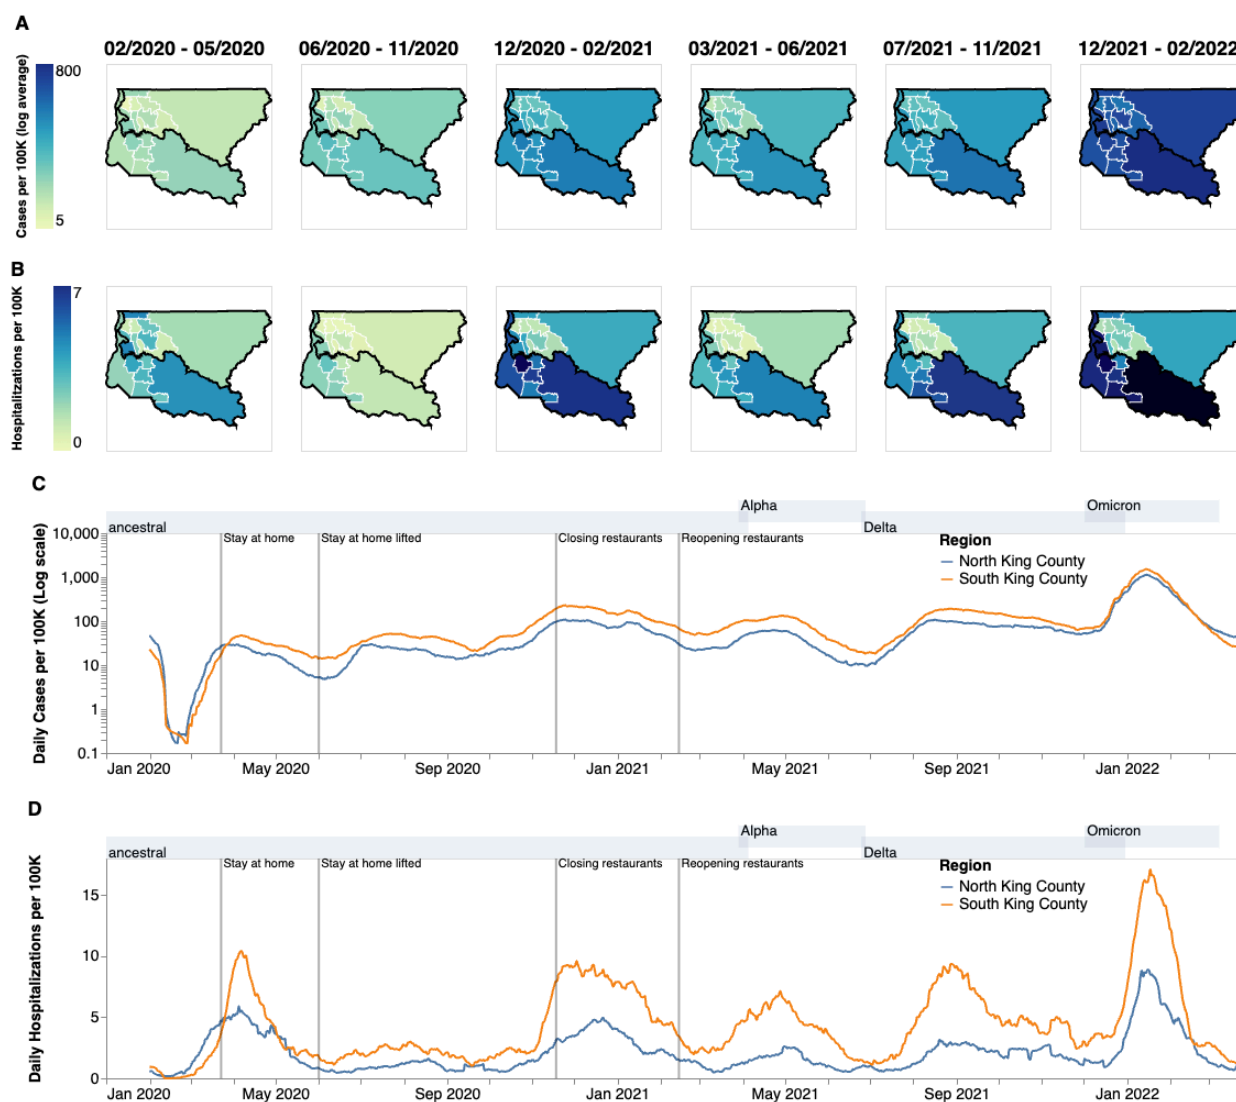 A
02/2020 - 05/2020
06/2020 - 11/2020
12/2020 - 02/2021
03/2021 - 06/2021
07/2021 - 11/2021
12/2021 - 02/2022
Cases per 100K (log average)
800
5
B
Hospitalitzations per 100K
7
0
C
Alpha
Omicron
ancestral
Delta
Daily Cases per 100K (Log scale)
10,000
1,000
100
10
1
0.1
Stay at home
Stay at home lifted
Closing restaurants
Reopening restaurants
Region
North King County
South King County
Jan 2020
May 2020
Sep 2020
Jan 2021
May 2021
Sep 2021
Jan 2022
D
Alpha
Omicron
ancestral
Delta
Daily Hospitalizations per 100K
15
10
5
0
Stay at home
Stay at home lifted
Closing restaurants
Reopening restaurants
Region
North King County
South King County
Jan 2020
May 2020
Sep 2020
Jan 2021
May 2021
Sep 2021
Jan 2022